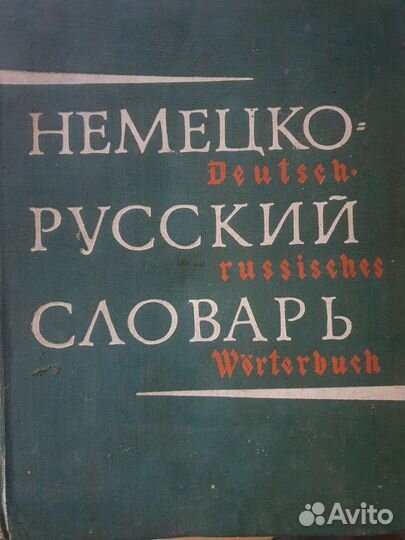 НЕМЕЦКО=
Deutsch-
РУССКИЙ
russisches
СЛОВАРЬ
Wörterbuch
Avito